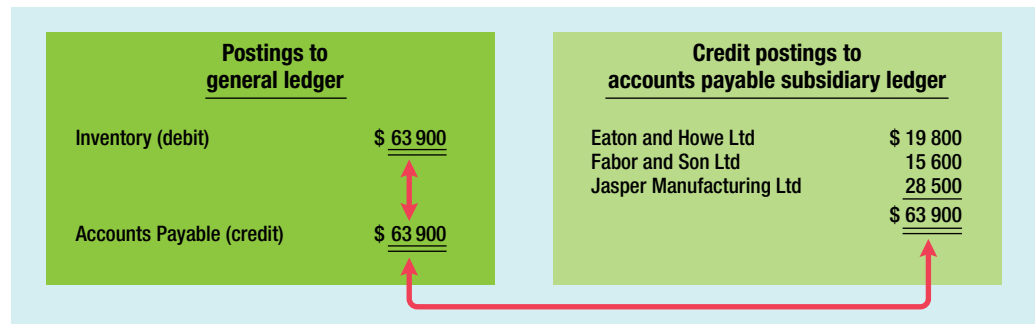 Postings to
general ledger
Inventory (debit) $ 63 900
Accounts Payable (credit) $ 63 900
Credit postings to
accounts payable subsidiary ledger
Eaton and Howe Ltd $ 19 800
Fabor and Son Ltd 15 600
Jasper Manufacturing Ltd 28 500
$ 63 900